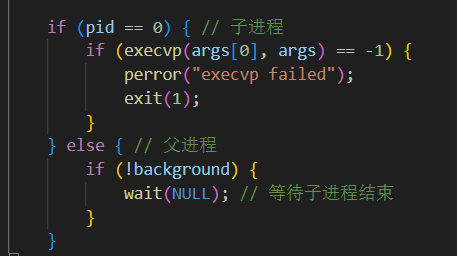 if (pid == 0) { // 子进程
if (execvp(args[0], args) == -1) {
perror("execvp failed");
exit(1);
}
} else { // 父进程
if (!background) {
wait(NULL); // 等待子进程结束
}
}